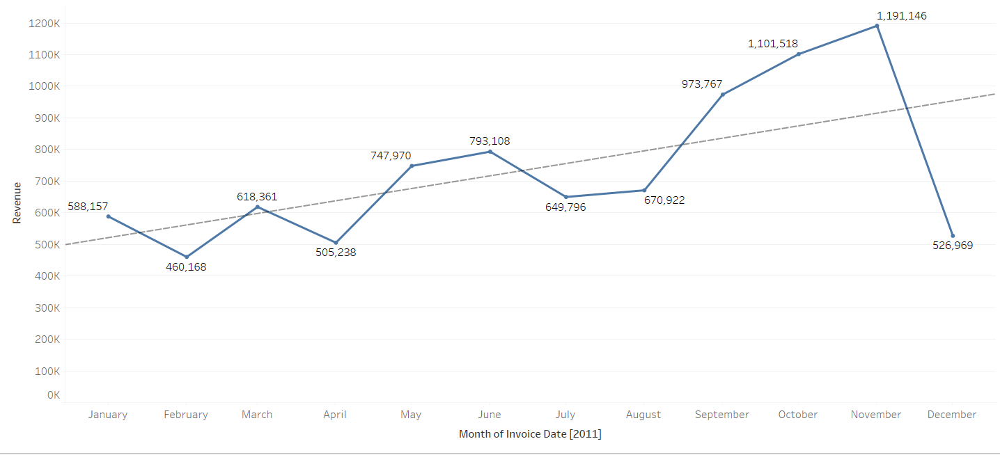 1,191,146
1200K
1,101,518
1100K
973,767
1000K
900K
793,108
800K
747,970
700K
588,157
618,361
649,796
670,922
600K
Revenue
505,238
526,969
500K
460,168
400K
300K
200K
100K
0K
January February March April May June July August September October November December
Month of Invoice Date [2011]